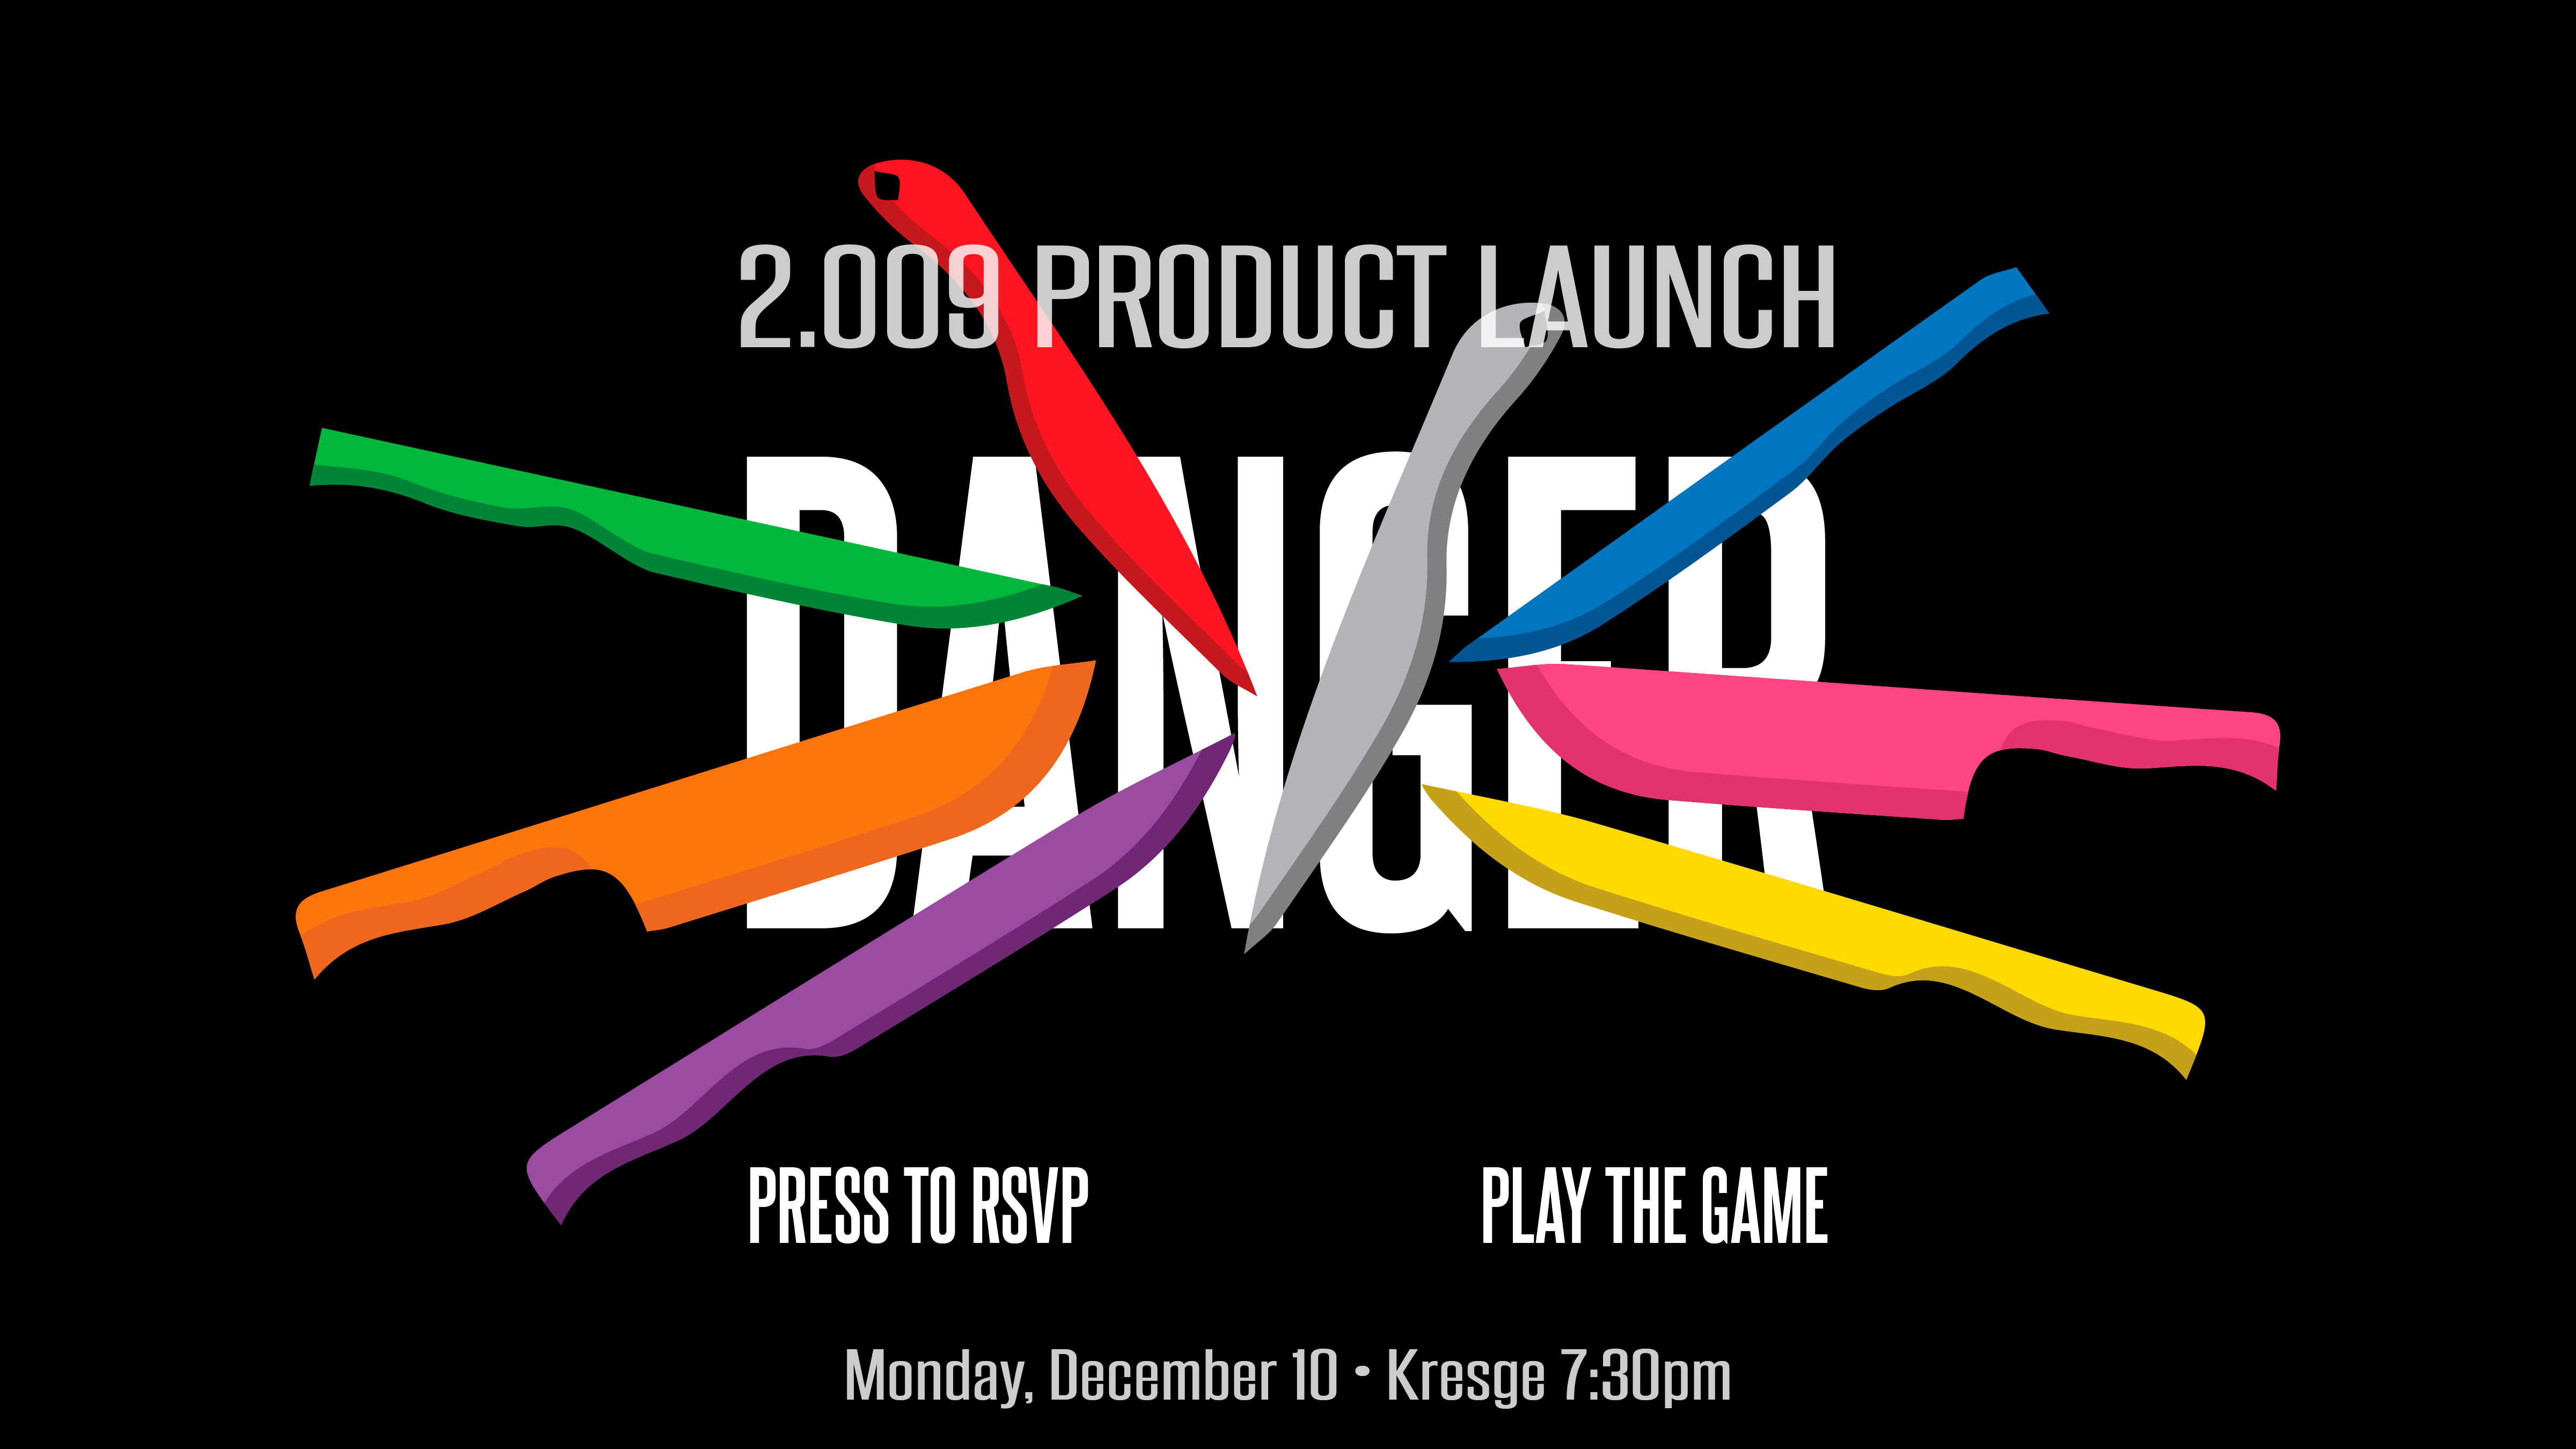 2.009 PRODUCT LAUNCH
DANGER
PRESS TO RSVP
PLAY THE GAME
Monday, December 10 • Kresge 7:30pm